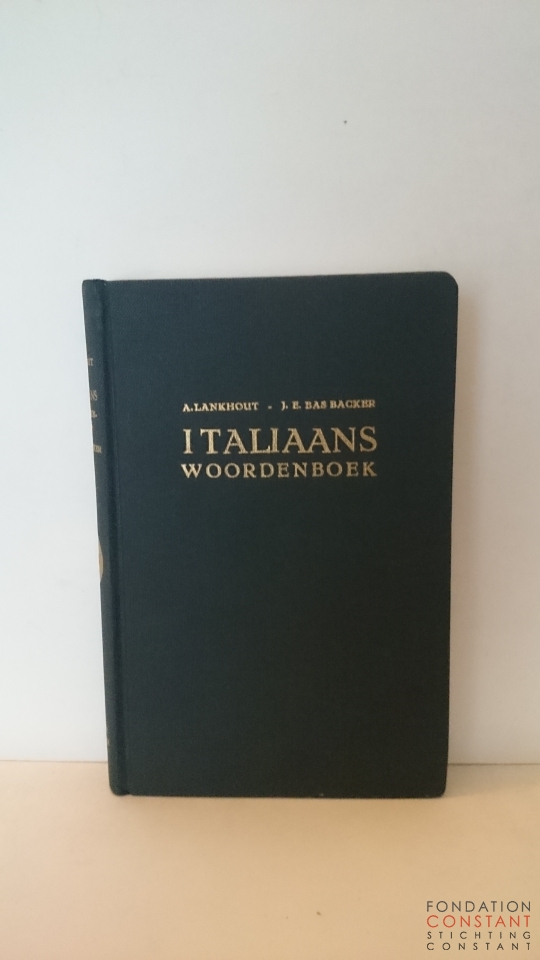 A. LANKHOUT - J. E. BAS BACKER
ITALIAANS
WOORDENBOEK
FONDATION
CONSTANT
STICHTING
CONSTANT